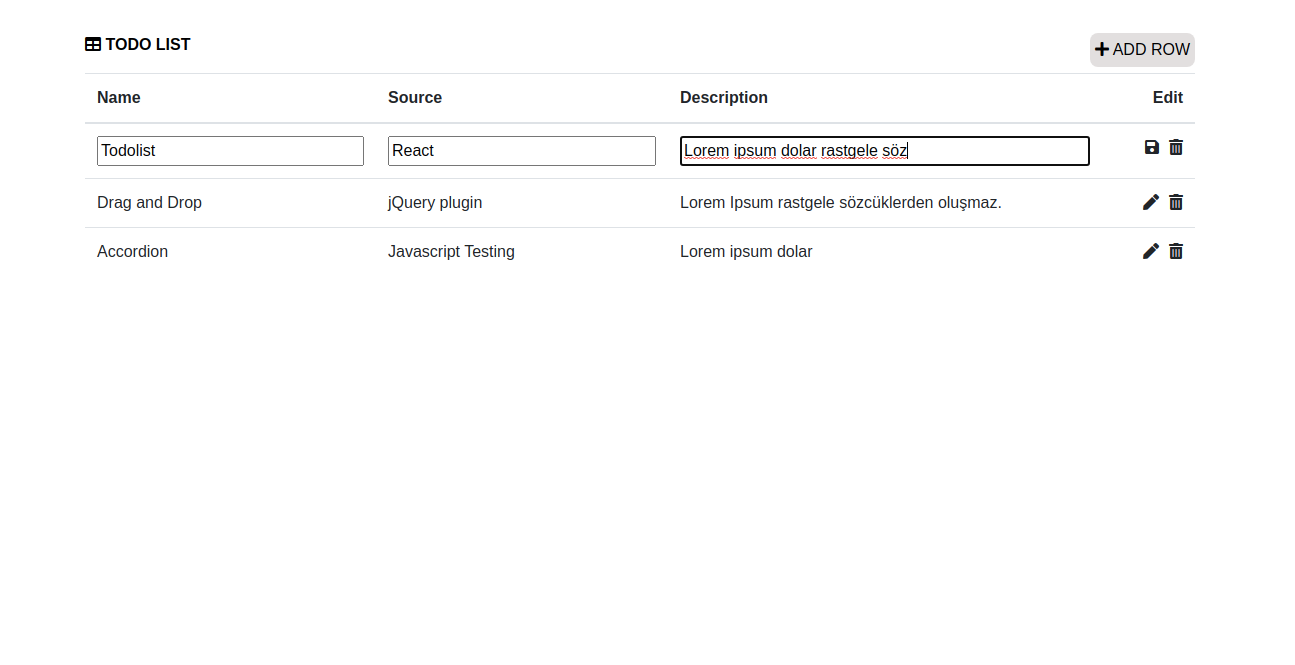 TODO LIST
ADD ROW
Name Source Description Edit
Todolist React Lorem ipsum dolar rastgele söz
Drag and Drop jQuery plugin Lorem Ipsum rastgele sözcüklerden oluşmaz.
Accordion Javascript Testing Lorem ipsum dolar